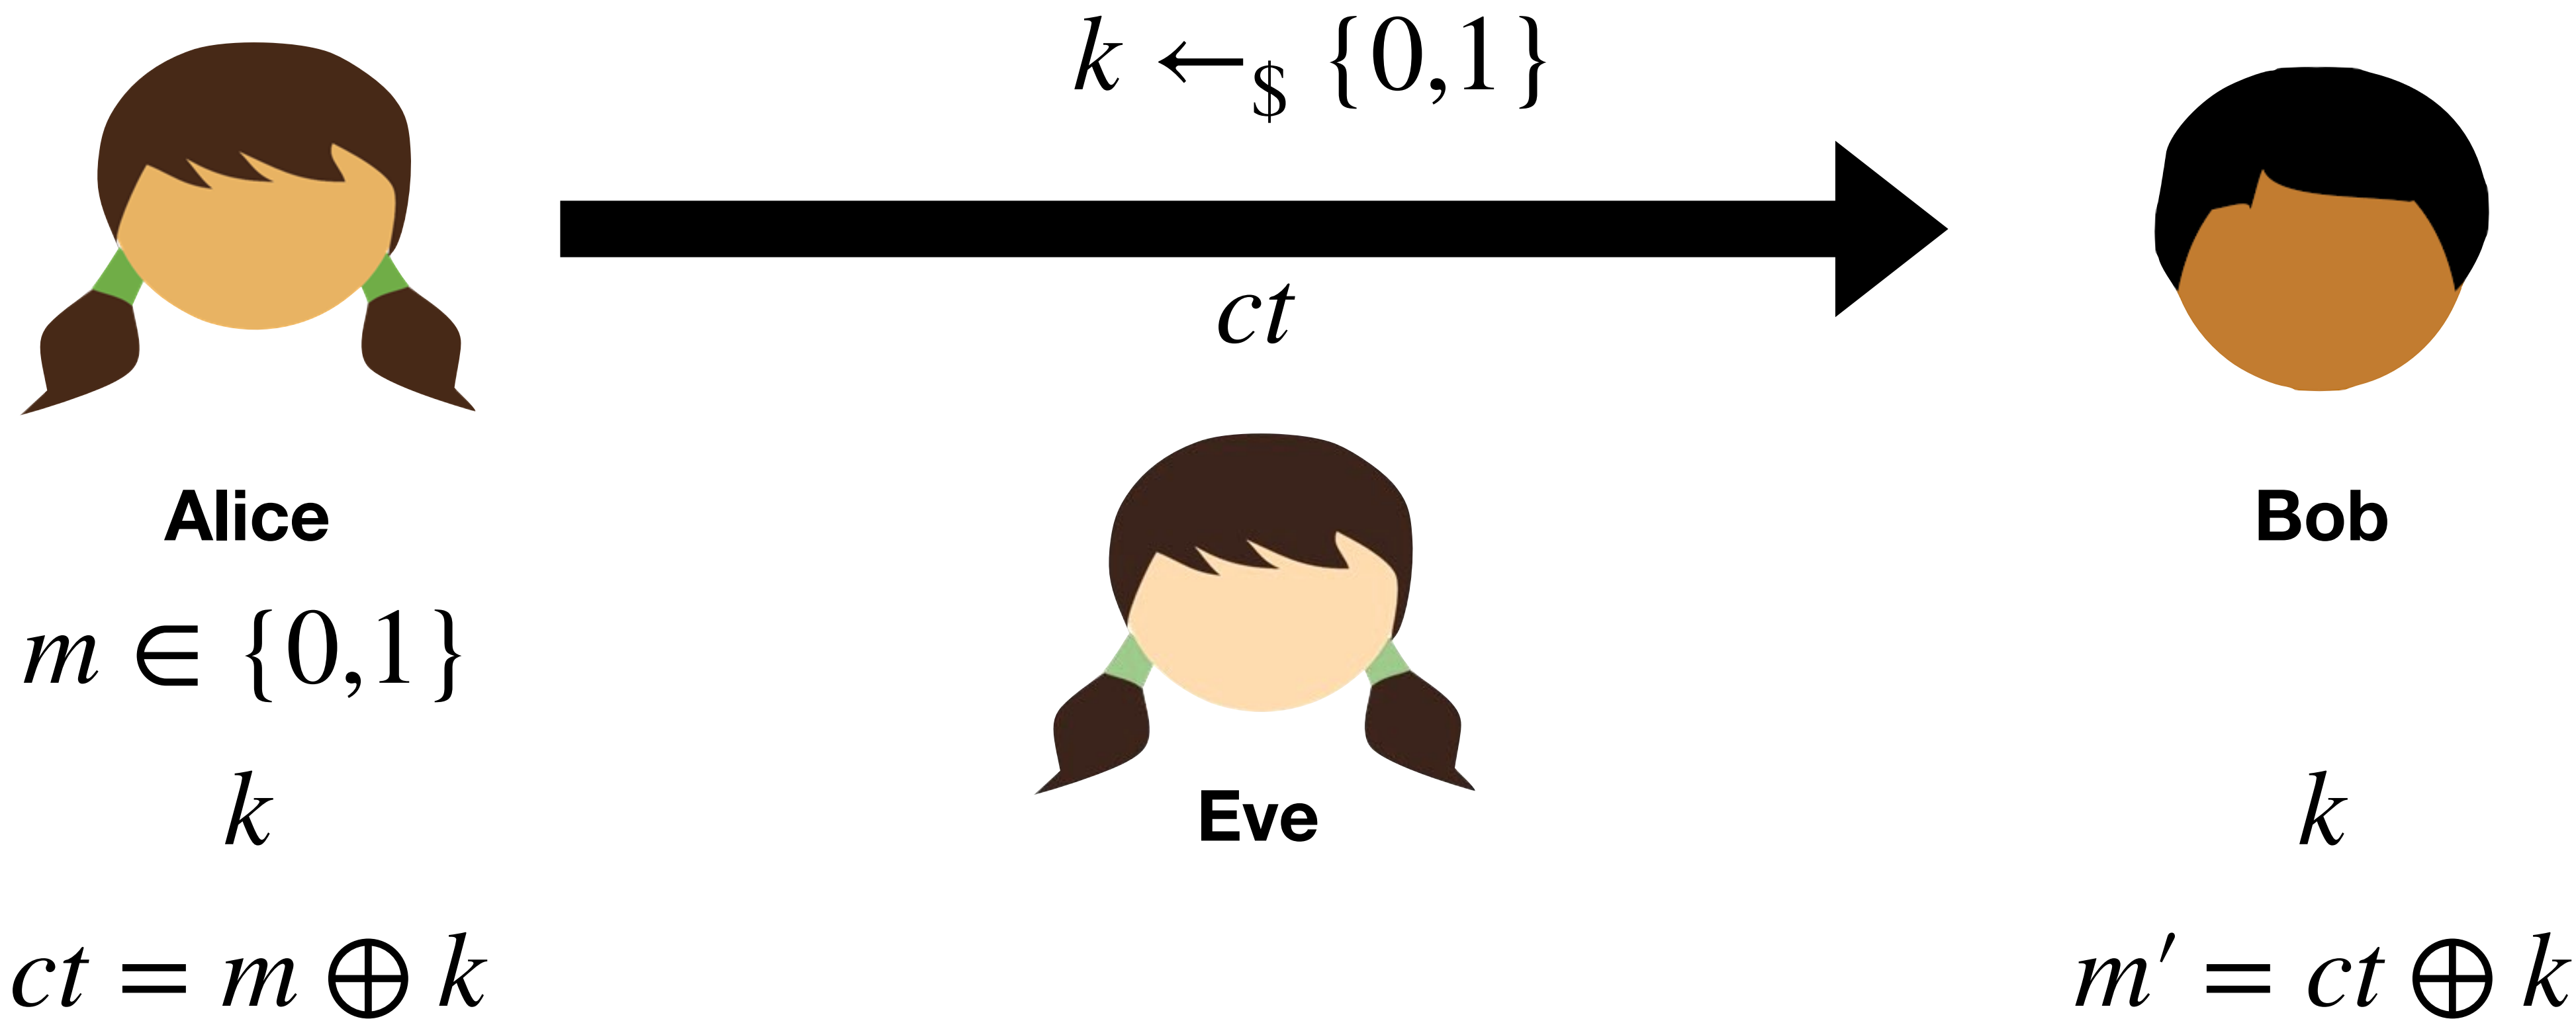 k ←$ {0,1}
ct
Alice
Bob
m ∈ {0,1}
Eve
k
k
ct = m ⊕ k
m′ = ct ⊕ k